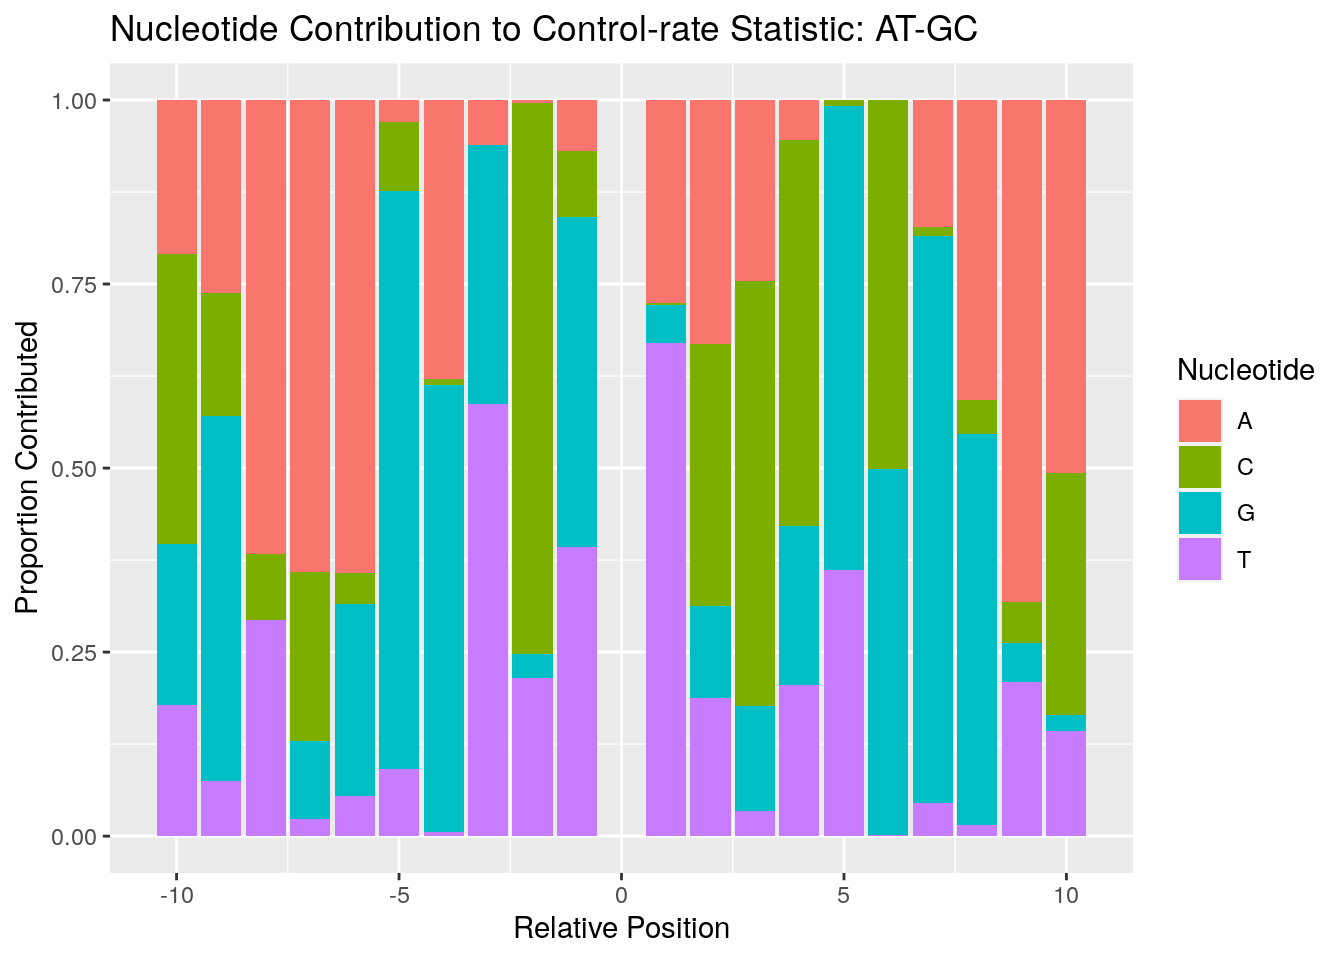 Nucleotide Contribution to Control-rate Statistic: AT-GC
Proportion Contributed
1.00
0.75
0.50
0.25
0.00
-10
-5
0
5
10
Relative Position
Nucleotide
A
C
G
T